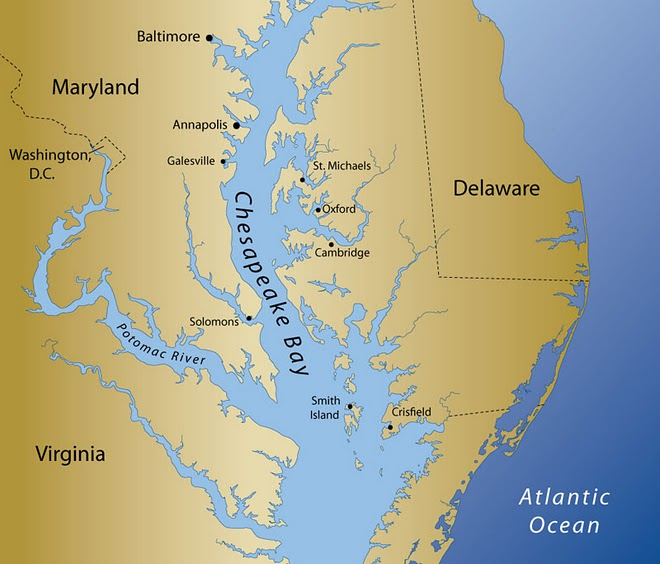 Baltimore
Maryland
Annapolis
Washington,
D.C.
Galesville
St. Michaels
Delaware
Oxford
Cambridge
Chesapeake Bay
Solomons
Potomac River
Smith
Island
Crisfield
Virginia
Atlantic
Ocean